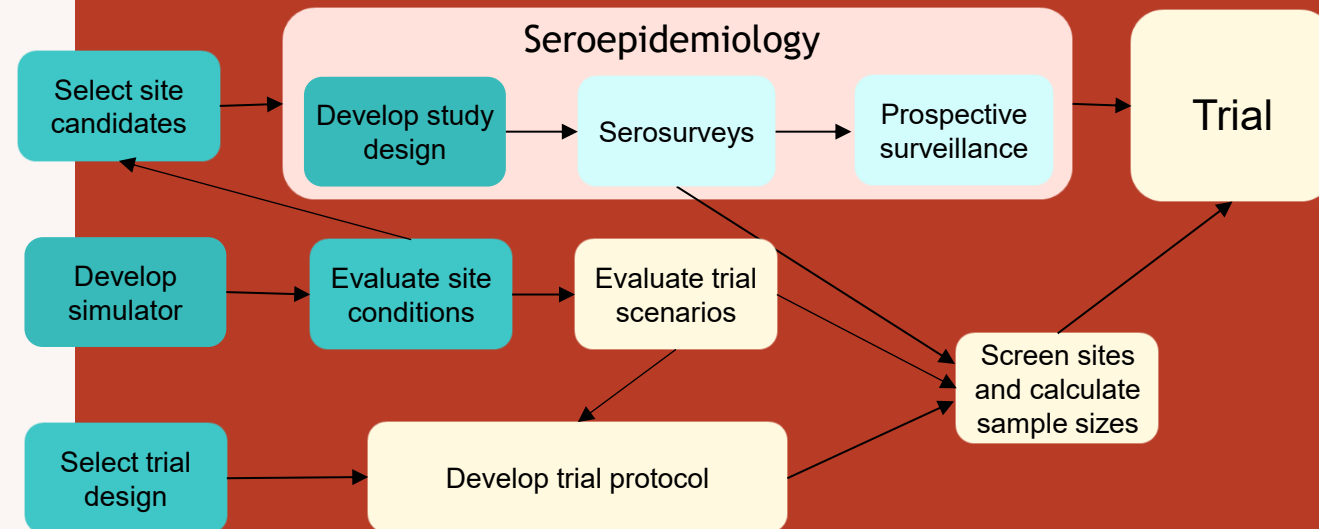 Seroepidemiology
Select site
candidates
Develop study
design
Serosurveys
Prospective
surveillance
Trial
Develop
simulator
Evaluate site
conditions
Evaluate trial
scenarios
Screen sites
and calculate
sample sizes
Select trial
design
Develop trial protocol